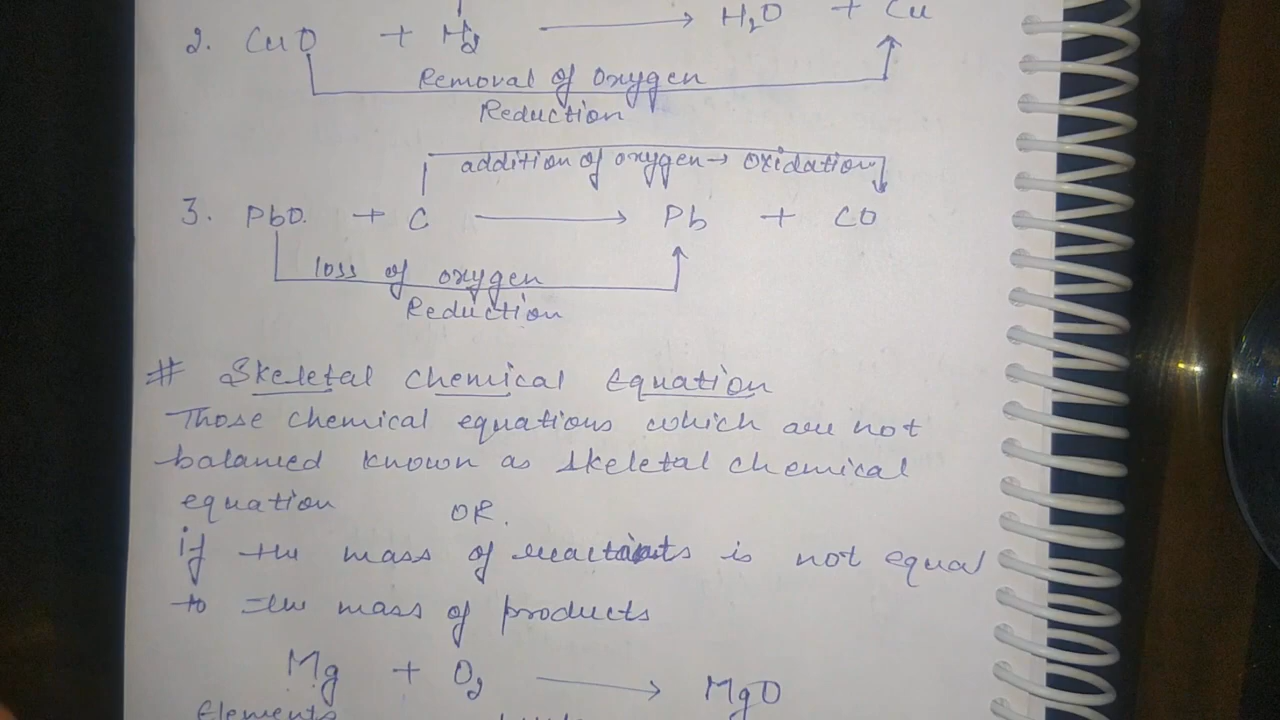 2. CuO + H₂ ⟶ H₂O + Cu
Removal of oxygen
Reduction
addition of oxygen → oxidation
3. PbO. + C ⟶ Pb + CO
loss of oxygen
Reduction
# Skeletal Chemical Equation
Those chemical equations which are not
balanced known as skeletal chemical
equation OR.
if the mass of reactants is not equal
to the mass of products
Mg + O₂ ⟶ MgO
Elements